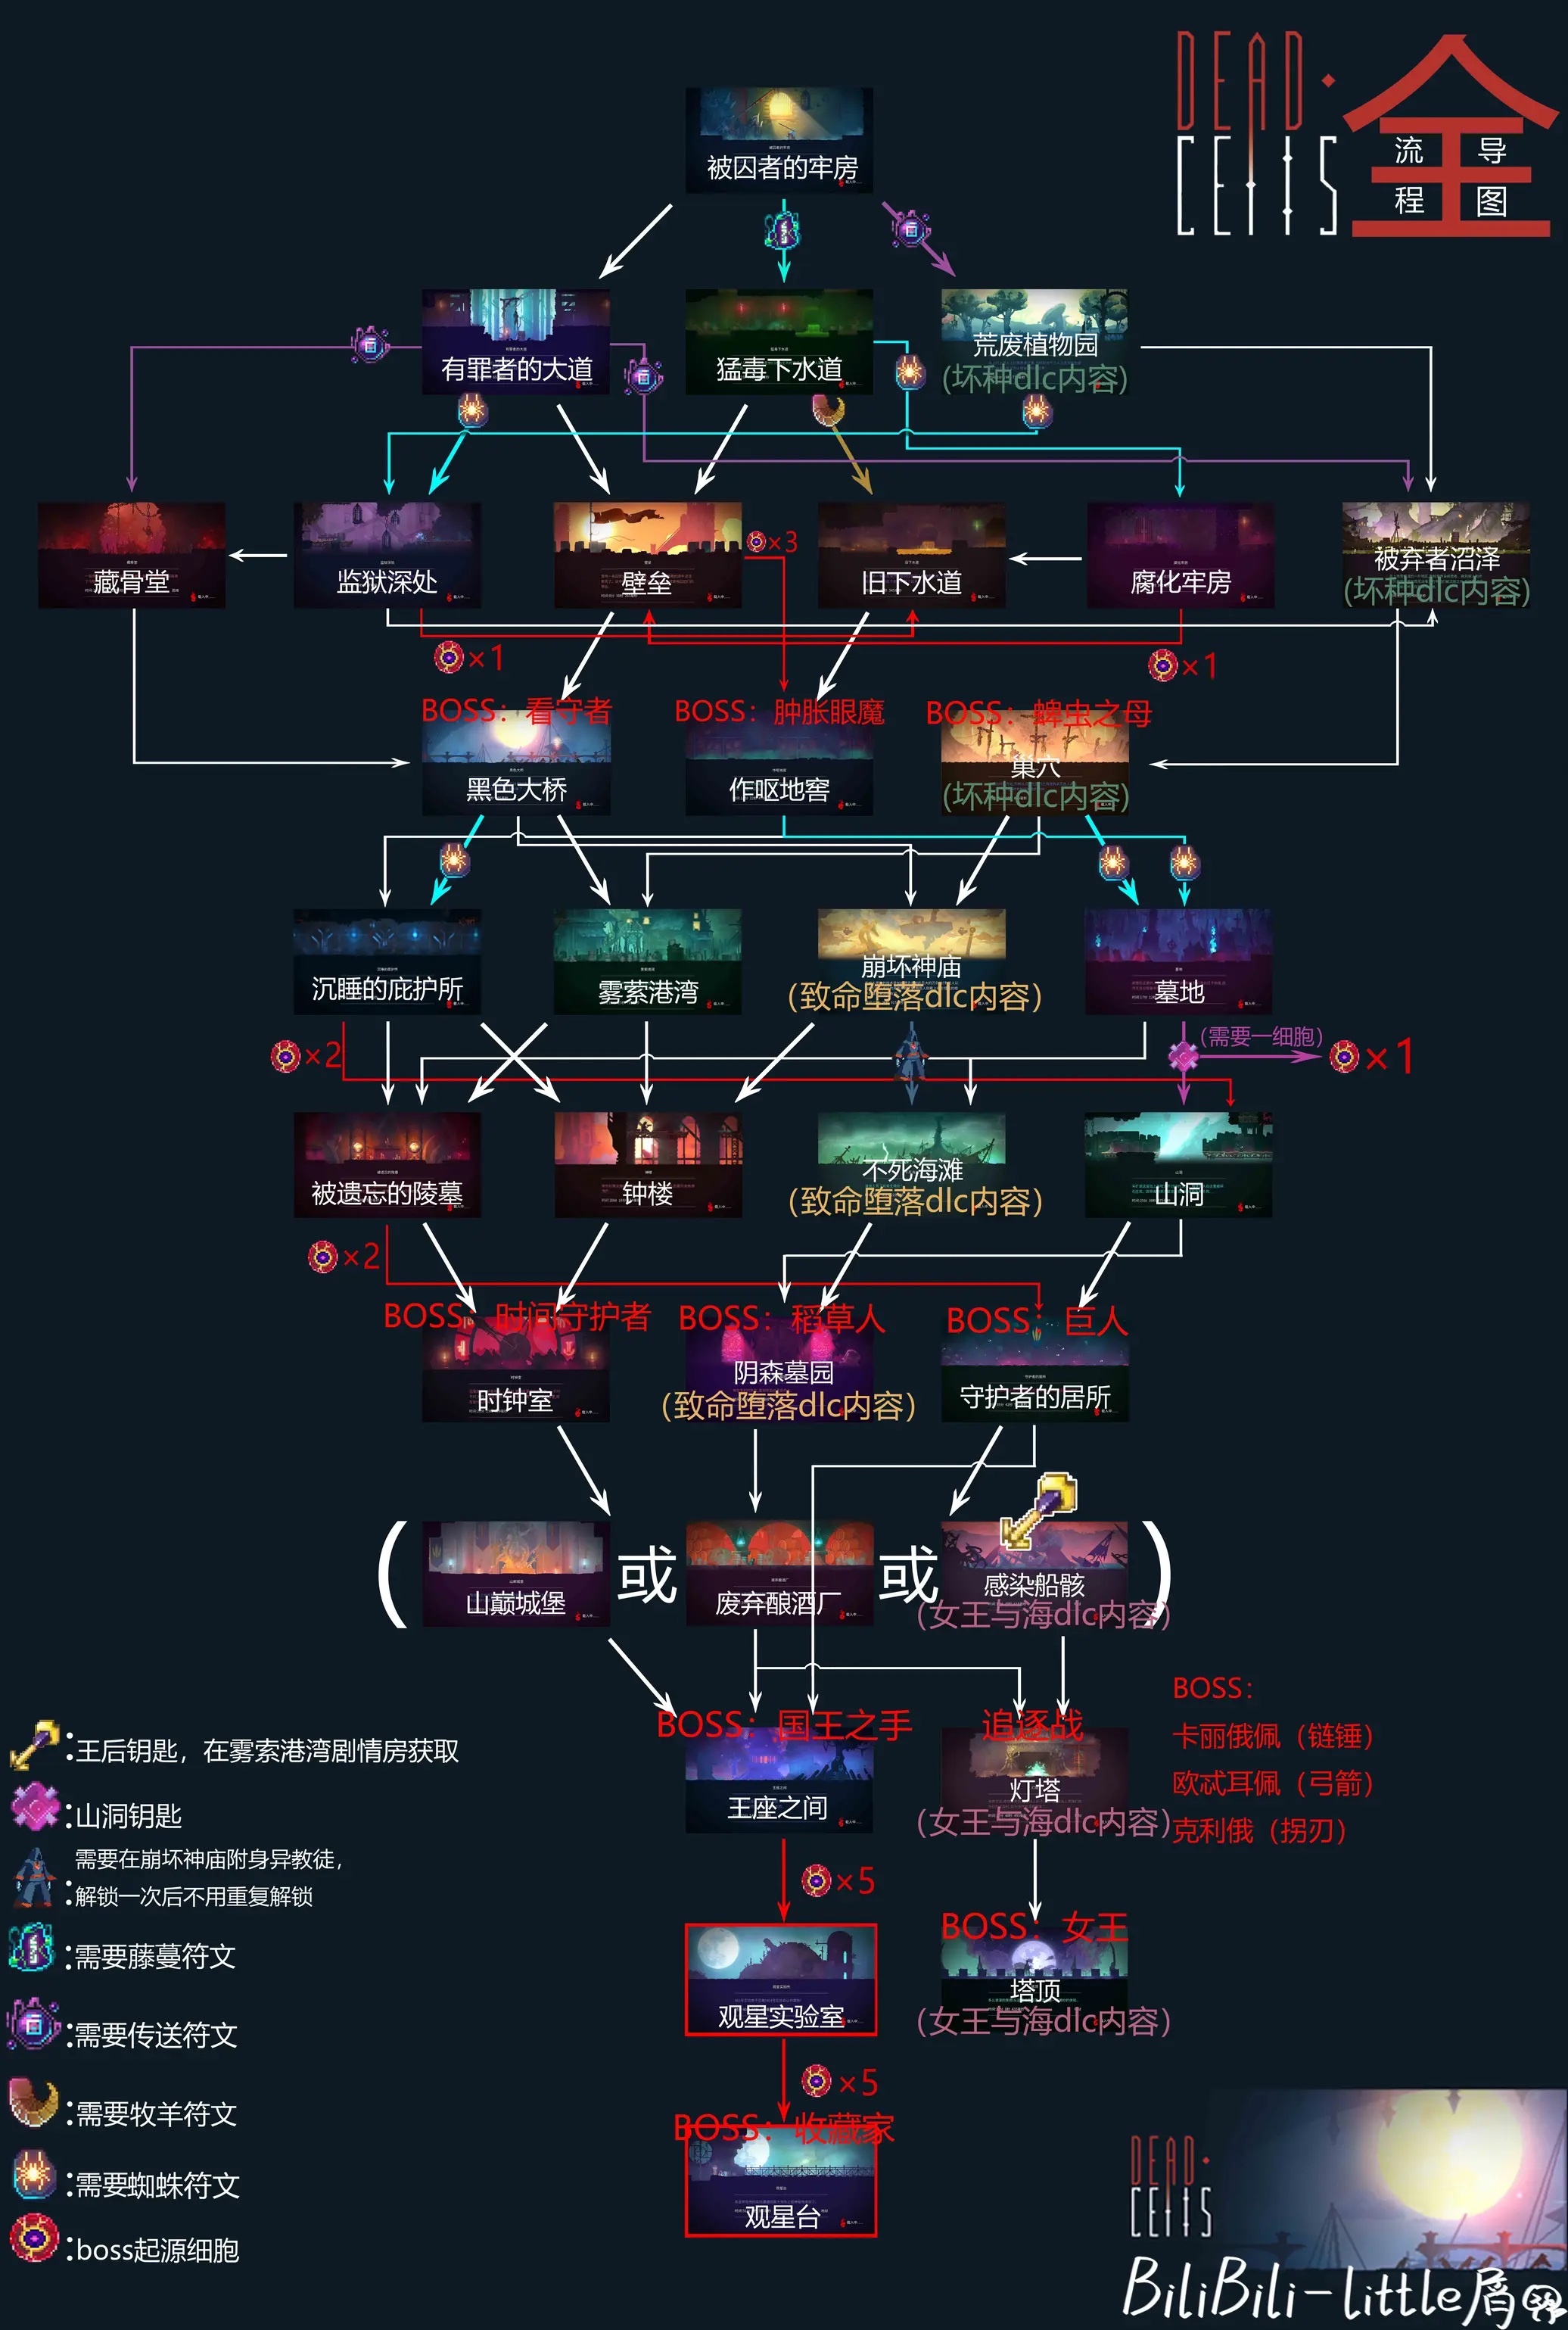 DEAD
CELLS
全
流 导
程 图
被囚者的牢房
有罪者的大道
猛毒下水道
荒废植物园
(坏种dlc内容)
藏骨堂
监狱深处
壁垒
×3
旧下水道
腐化牢房
被弃者沼泽
(坏种dlc内容)
×1
×1
BOSS：看守者
BOSS：肿胀眼魔
BOSS：蜱虫之母
黑色大桥
作呕地窖
巢穴
(坏种dlc内容)
沉睡的庇护所
雾萦港湾
崩坏神庙
(致命堕落dlc内容)
墓地
×2
(需要一细胞)
×1
被遗忘的陵墓
钟楼
不死海滩
(致命堕落dlc内容)
山洞
×2
BOSS：时间守护者
BOSS：稻草人
BOSS：巨人
时钟室
阴森墓园
(致命堕落dlc内容)
守护者的居所
(
山巅城堡
或
废弃酿酒厂
或
感染船骸
(女王与海dlc内容)
)
BOSS：国王之手
追逐战
王座之间
灯塔
(女王与海dlc内容)
BOSS：
卡丽俄佩（链锤）
欧忒耳佩（弓箭）
克利俄（拐刃）
×5
BOSS：女王
观星实验室
塔顶
(女王与海dlc内容)
×5
BOSS：收藏家
观星台
:王后钥匙，在雾萦港湾剧情房获取
:山洞钥匙
需要在崩坏神庙附身异教徒，
:解锁一次后不用重复解锁
:需要藤蔓符文
:需要传送符文
:需要牧羊符文
:需要蜘蛛符文
:boss起源细胞
DEAD
CELLS
BiliBili-little屑